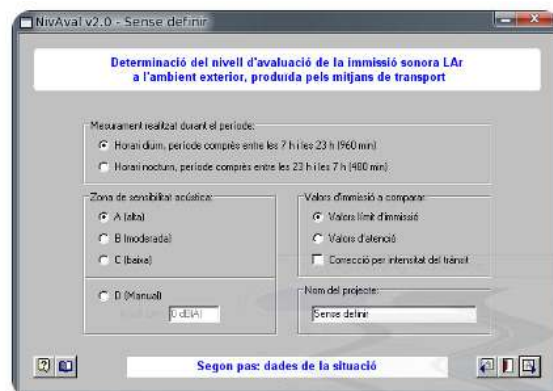 NivAval v2.0 - Sense definir
Determinació del nivell d'avaluació de la immissió sonora LAr
a l'ambient exterior, produïda pels mitjans de transport
Mesurament realitzat durant el període:
Horari diürn, període comprès entre les 7 h i les 23 h (960 min)
Horari nocturn, període comprès entre les 23 h i les 7 h (480 min)
Zona de sensibilitat acústica:
A (alta)
B (moderada)
C (baixa)
D (Manual)
0 dB(A)
Valors d'immissió a comparar
Valors límit d'immissió
Valors d'atenció
Correcció per intensitat del trànsit
Nom del projecte:
Sense definir
Segon pas: dades de la situació